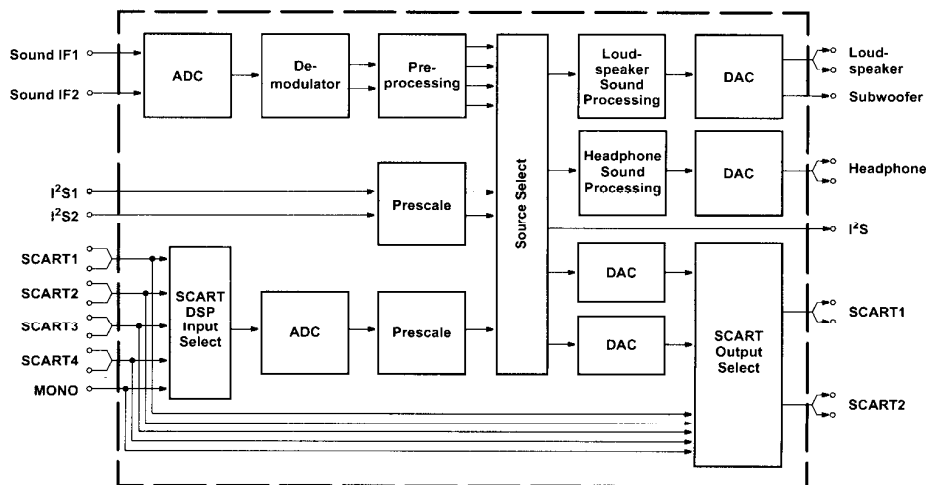 Sound IF1
Sound IF2
ADC
De-
modulator
Pre-
processing
Loud-
speaker
Sound
Processing
DAC
Loud-
speaker
Subwoofer
Headphone
Sound
Processing
DAC
Headphone
I²S1
I²S2
Prescale
Source Select
I²S
SCART1
SCART2
SCART3
SCART4
MONO
SCART
DSP
Input
Select
ADC
Prescale
DAC
DAC
SCART
Output
Select
SCART1
SCART2